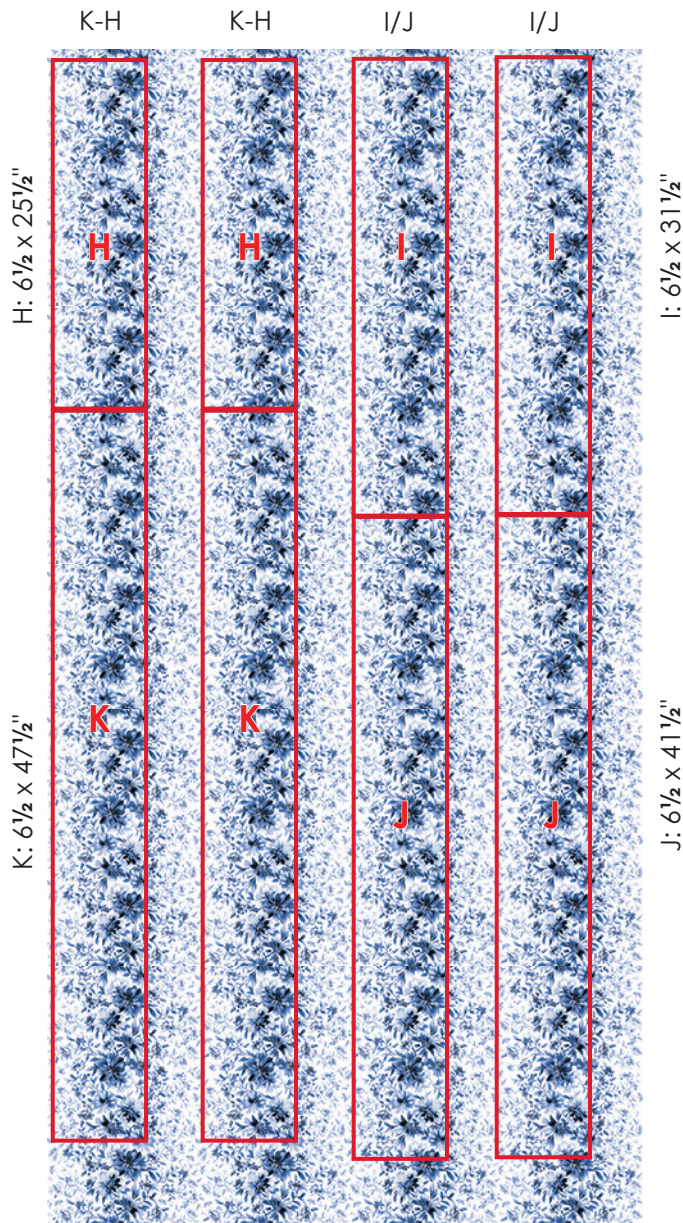 K-H K-H I/J I/J
H: 6½ x 25½"
I: 6½ x 31½"
H H I I
K K
K: 6½ x 47½"
J: 6½ x 41½"
J J